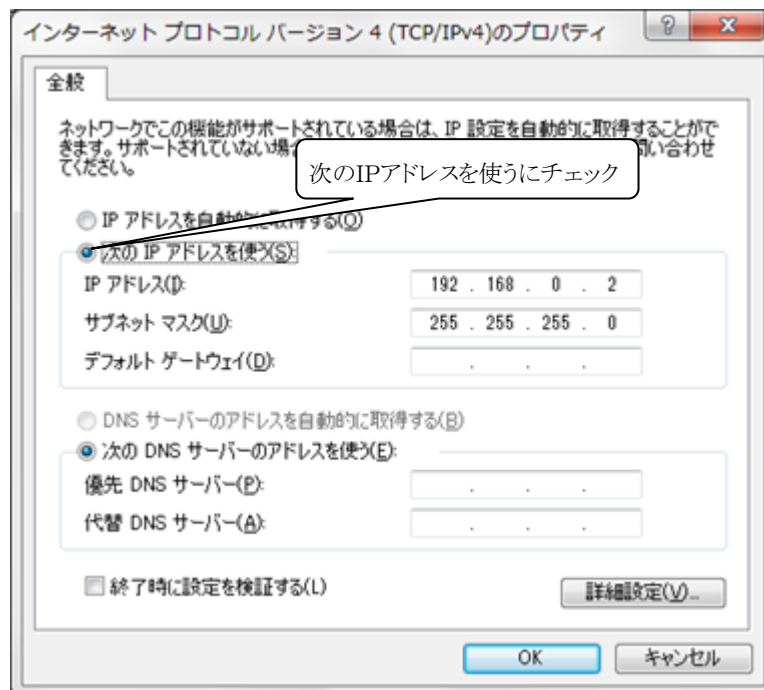 インターネット プロトコル バージョン 4 (TCP/IPv4)のプロパティ
全般
ネットワークでこの機能がサポートされている場合は、IP 設定を自動的に取得することがで
きます。サポートされていない場合
問い合わせ
てください。
次のIPアドレスを使うにチェック
IP アドレスを自動的に取得する(O)
次の IP アドレスを使う(S):
IP アドレス(I): 192 . 168 . 0 . 2
サブネット マスク(U): 255 . 255 . 255 . 0
デフォルト ゲートウェイ(D): . . .
DNS サーバーのアドレスを自動的に取得する(B)
次の DNS サーバーのアドレスを使う(E):
優先 DNS サーバー(P): . . .
代替 DNS サーバー(A): . . .
終了時に設定を検証する(L)
詳細設定(V)...
OK キャンセル